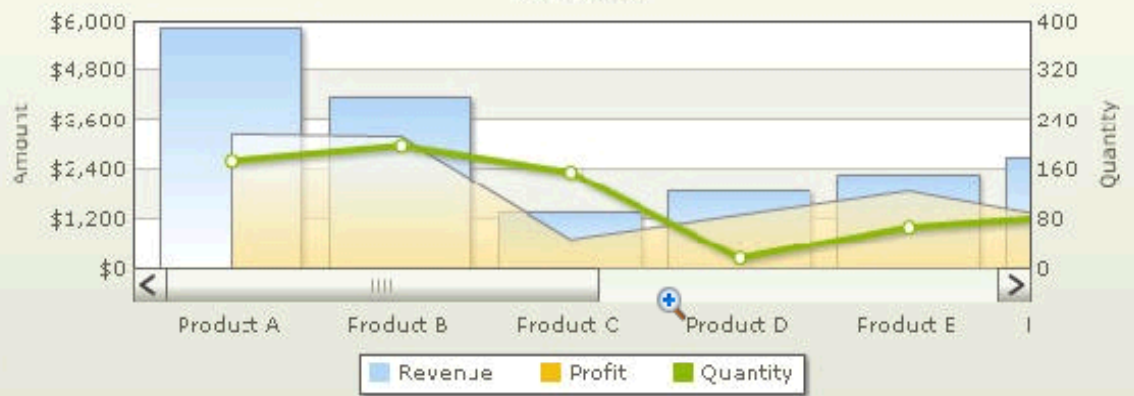 $6,000
400
$4,800
320
$3,600
240
$2,400
160
$1,200
80
$0
0
Amount
Quantity
Product A
Product B
Product C
Product D
Product E
Revenue
Profit
Quantity